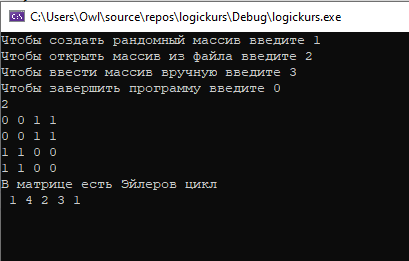 C:\Users\Owl\source\repos\logickurs\Debug\logickurs.exe
Чтобы создать рандомный массив введите 1
Чтобы открыть массив из файла введите 2
Чтобы ввести массив вручную введите 3
Чтобы завершить программу введите 0
2
0 0 1 1
0 0 1 1
1 1 0 0
1 1 0 0
В матрице есть Эйлеров цикл
1 4 2 3 1